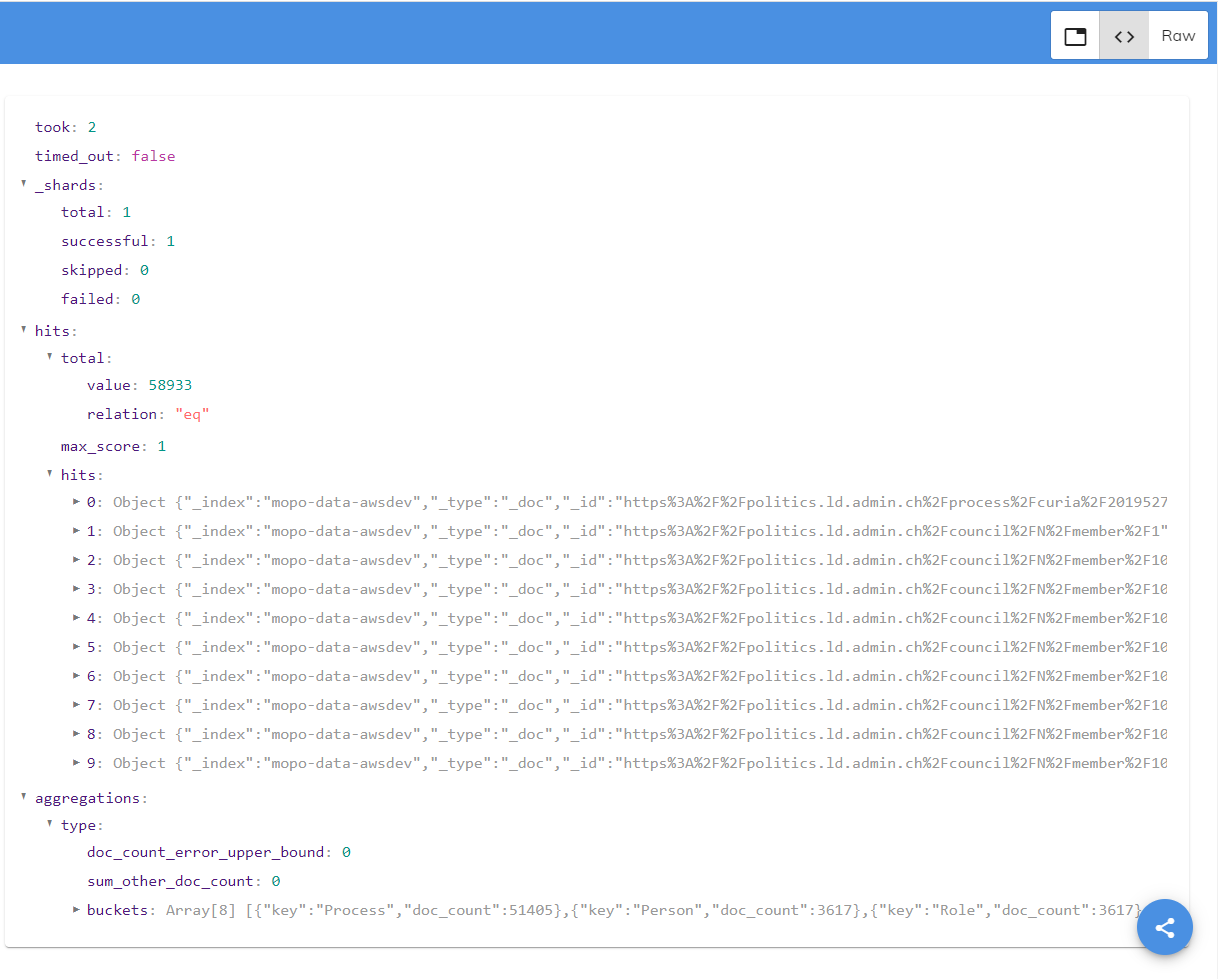 Raw
took: 2
timed_out: false
_shards:
total: 1
successful: 1
skipped: 0
failed: 0
hits:
total:
value: 58933
relation: "eq"
max_score: 1
hits:
0: Object {"_index":"mopo-data-awsdev","_type":"_doc","_id":"https%3A%2F%2Fpolitics.ld.admin.ch%2Fprocess%2Fcuria%2F2019527
1: Object {"_index":"mopo-data-awsdev","_type":"_doc","_id":"https%3A%2F%2Fpolitics.ld.admin.ch%2Fcouncil%2FN%2Fmember%2F1"
2: Object {"_index":"mopo-data-awsdev","_type":"_doc","_id":"https%3A%2F%2Fpolitics.ld.admin.ch%2Fcouncil%2FN%2Fmember%2F10
3: Object {"_index":"mopo-data-awsdev","_type":"_doc","_id":"https%3A%2F%2Fpolitics.ld.admin.ch%2Fcouncil%2FN%2Fmember%2F10
4: Object {"_index":"mopo-data-awsdev","_type":"_doc","_id":"https%3A%2F%2Fpolitics.ld.admin.ch%2Fcouncil%2FN%2Fmember%2F10
5: Object {"_index":"mopo-data-awsdev","_type":"_doc","_id":"https%3A%2F%2Fpolitics.ld.admin.ch%2Fcouncil%2FN%2Fmember%2F10
6: Object {"_index":"mopo-data-awsdev","_type":"_doc","_id":"https%3A%2F%2Fpolitics.ld.admin.ch%2Fcouncil%2FN%2Fmember%2F10
7: Object {"_index":"mopo-data-awsdev","_type":"_doc","_id":"https%3A%2F%2Fpolitics.ld.admin.ch%2Fcouncil%2FN%2Fmember%2F10
8: Object {"_index":"mopo-data-awsdev","_type":"_doc","_id":"https%3A%2F%2Fpolitics.ld.admin.ch%2Fcouncil%2FN%2Fmember%2F10
9: Object {"_index":"mopo-data-awsdev","_type":"_doc","_id":"https%3A%2F%2Fpolitics.ld.admin.ch%2Fcouncil%2FN%2Fmember%2F10
aggregations:
type:
doc_count_error_upper_bound: 0
sum_other_doc_count: 0
buckets: Array[8] [{"key":"Process","doc_count":51405},{"key":"Person","doc_count":3617},{"key":"Role","doc_count":3617}